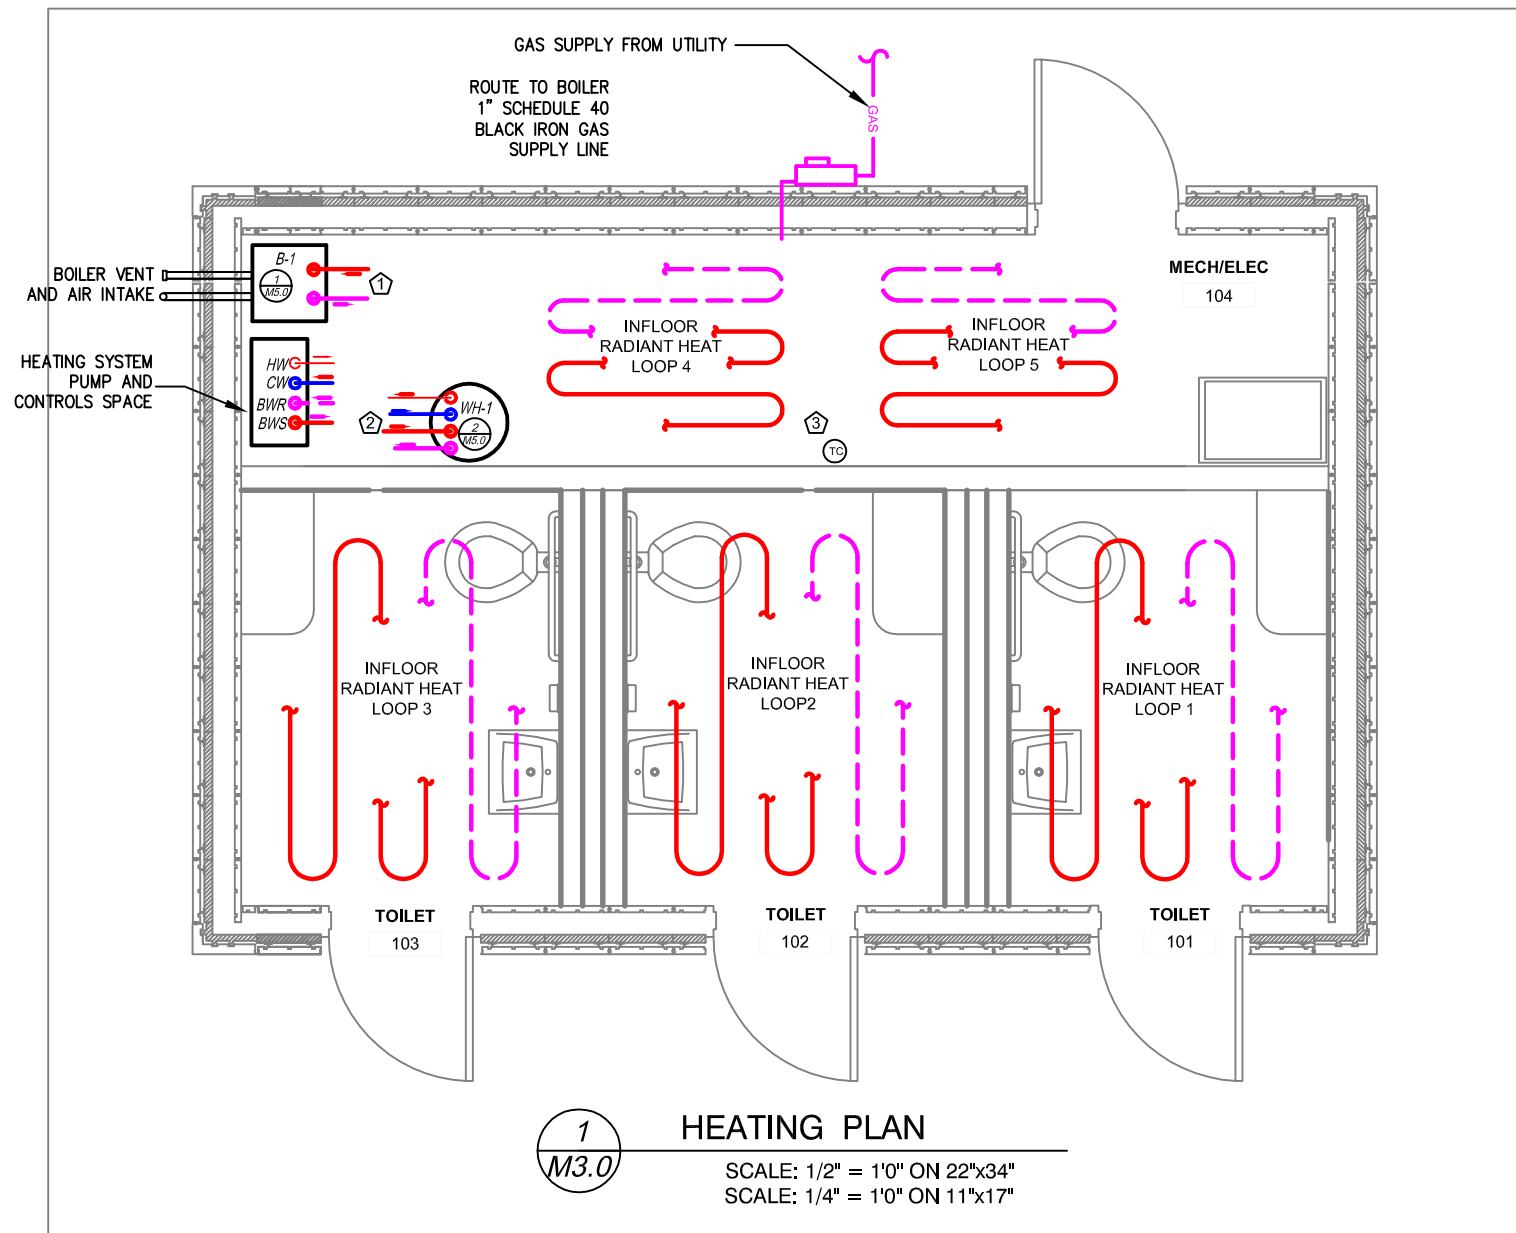 GAS SUPPLY FROM UTILITY
ROUTE TO BOILER
1" SCHEDULE 40
BLACK IRON GAS
SUPPLY LINE
GAS
BOILER VENT
AND AIR INTAKE
B-1
1
M5.0
1
HEATING SYSTEM
PUMP AND
CONTROLS SPACE
HW
CW
BWR
BWS
2
WH-1
2
M5.0
INFLOOR
RADIANT HEAT
LOOP 4
INFLOOR
RADIANT HEAT
LOOP 5
MECH/ELEC
104
3
TC
INFLOOR
RADIANT HEAT
LOOP 3
INFLOOR
RADIANT HEAT
LOOP2
INFLOOR
RADIANT HEAT
LOOP 1
TOILET
103
TOILET
102
TOILET
101
1
M3.0
HEATING PLAN
SCALE: 1/2" = 1'0" ON 22"x34"
SCALE: 1/4" = 1'0" ON 11"x17"